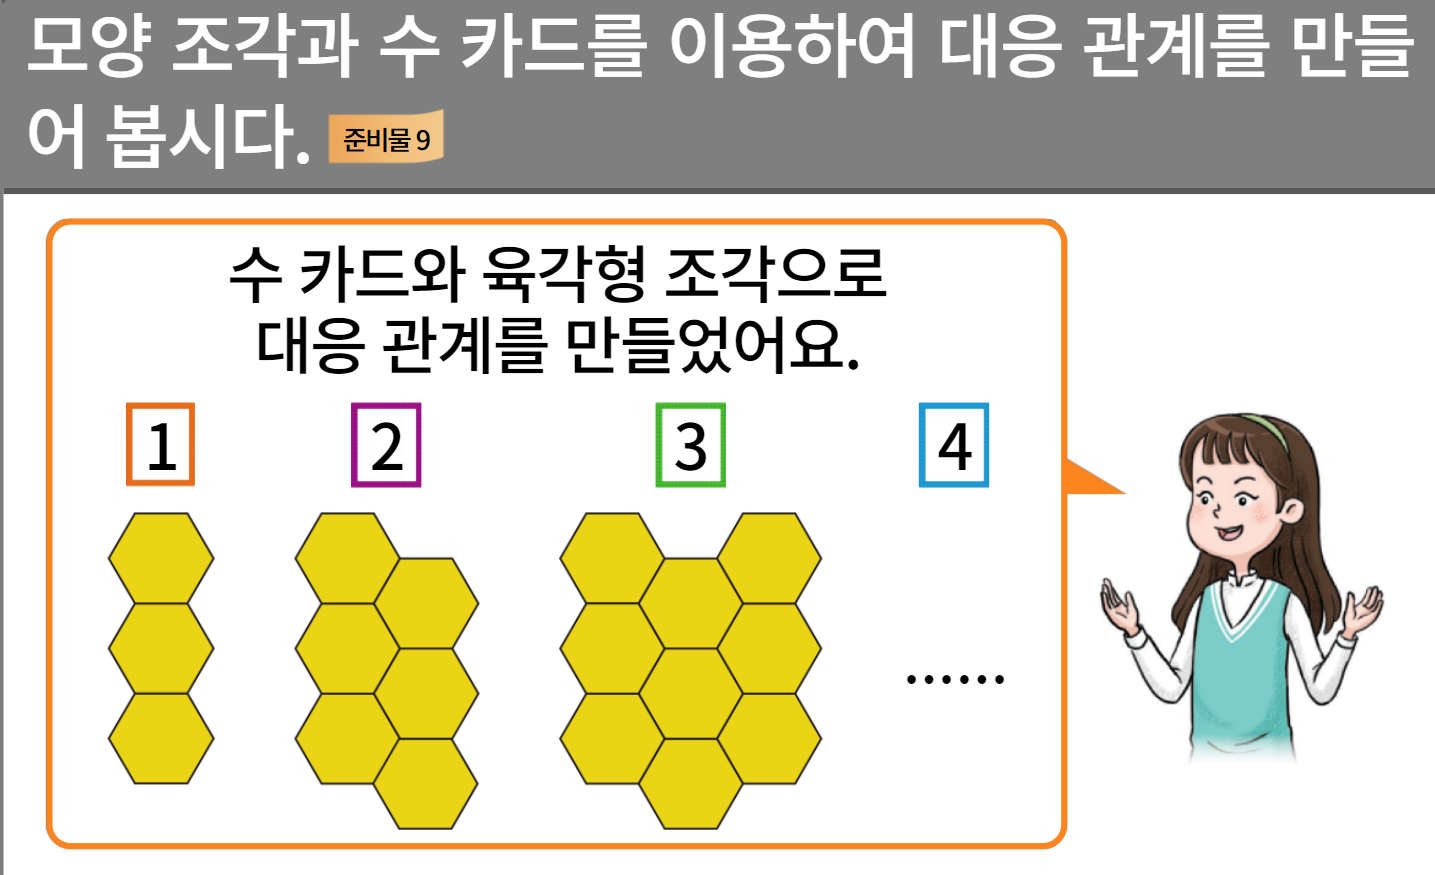 모양 조각과 수 카드를 이용하여 대응 관계를 만들
어 봅시다. 준비물 9
수 카드와 육각형 조각으로
대응 관계를 만들었어요.
1 2 3 4
......